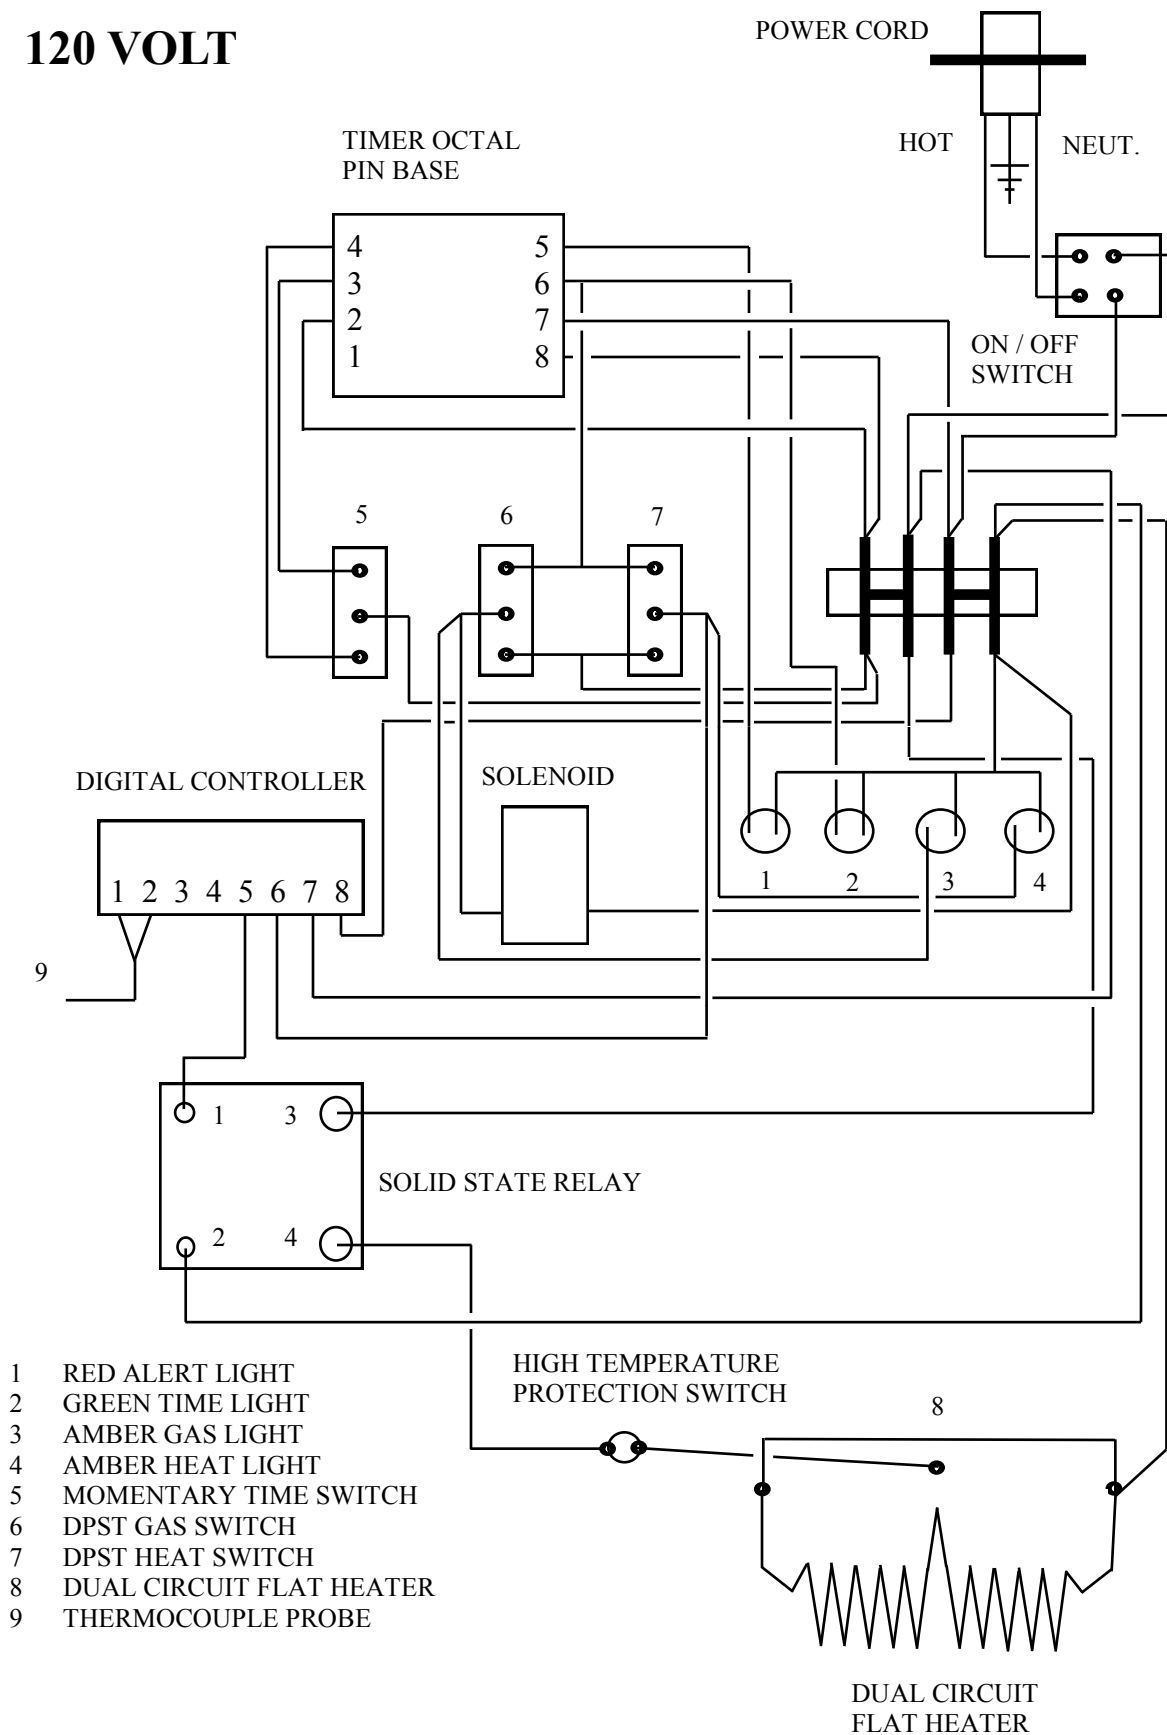 120 VOLT
POWER CORD
HOT
NEUT.
TIMER OCTAL
PIN BASE
4 5
3 6
2 7
1 8
ON / OFF
SWITCH
5 6 7
DIGITAL CONTROLLER
SOLENOID
1 2 3 4
1 2 3 4 5 6 7 8
9
1 3
SOLID STATE RELAY
2 4
HIGH TEMPERATURE
PROTECTION SWITCH
8
1 RED ALERT LIGHT
2 GREEN TIME LIGHT
3 AMBER GAS LIGHT
4 AMBER HEAT LIGHT
5 MOMENTARY TIME SWITCH
6 DPST GAS SWITCH
7 DPST HEAT SWITCH
8 DUAL CIRCUIT FLAT HEATER
9 THERMOCOUPLE PROBE
DUAL CIRCUIT
FLAT HEATER